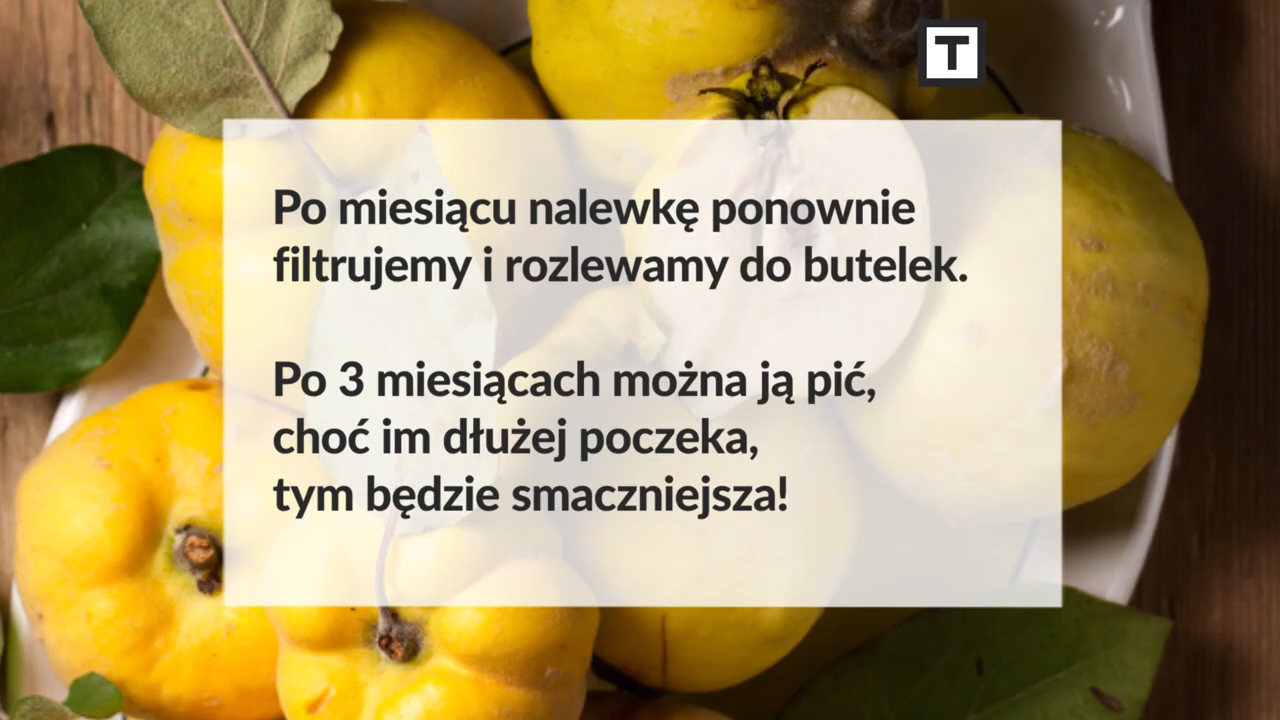 T
Po miesiącu nalewkę ponownie
filtrujemy i rozlewamy do butelek.
Po 3 miesiącach można ją pić,
choć im dłużej poczeka,
tym będzie smaczniejsza!